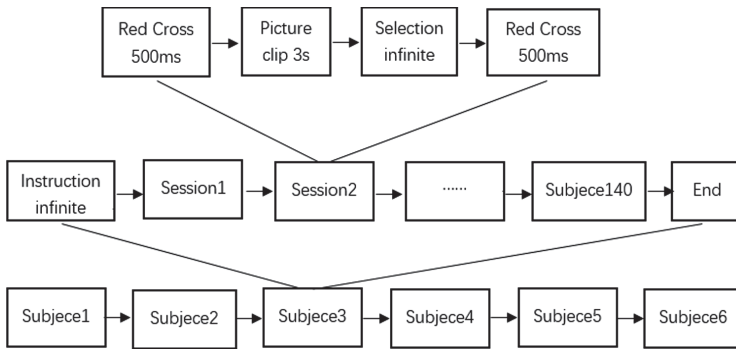 Red Cross
500ms
Picture
clip 3s
Selection
infinite
Red Cross
500ms
Instruction
infinite
Session1
Session2
······
Subjece140
End
Subjece1
Subjece2
Subjece3
Subjece4
Subjece5
Subjece6